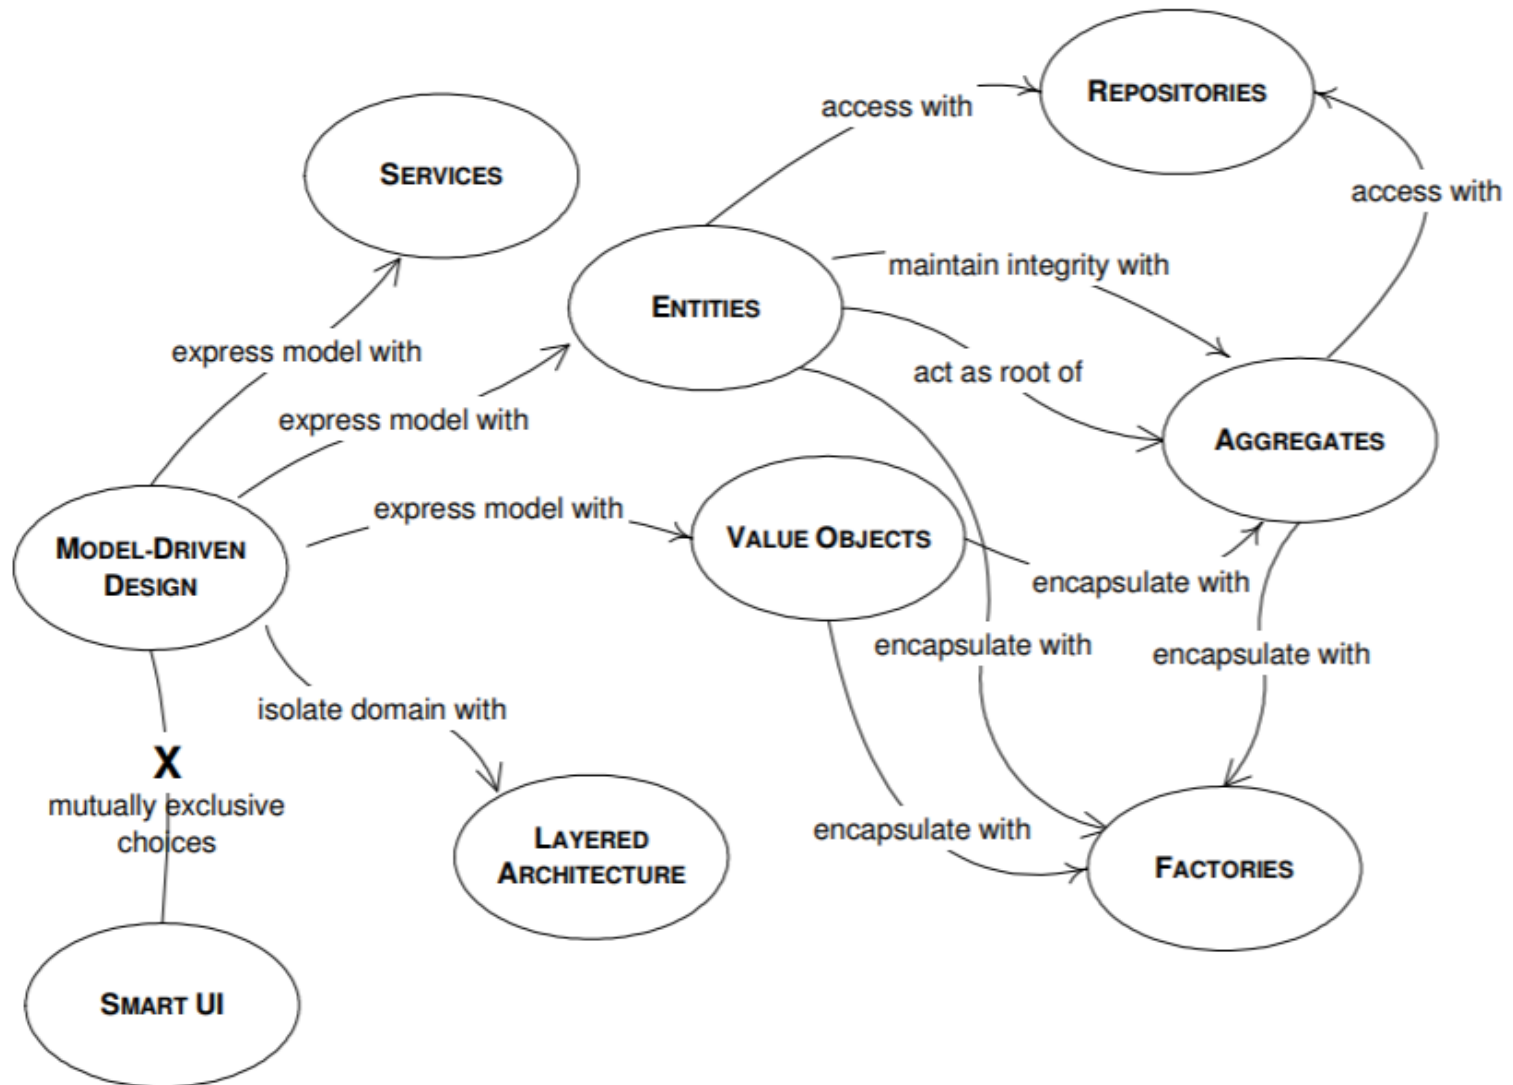 REPOSITORIES
access with
SERVICES
access with
maintain integrity with
ENTITIES
express model with
act as root of
express model with
AGGREGATES
express model with
VALUE OBJECTS
MODEL-DRIVEN
DESIGN
encapsulate with
encapsulate with
encapsulate with
isolate domain with
X
mutually exclusive
choices
encapsulate with
LAYERED
ARCHITECTURE
FACTORIES
SMART UI